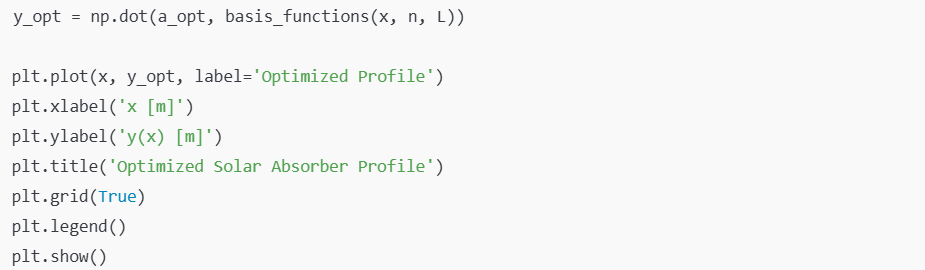 y_opt = np.dot(a_opt, basis_functions(x, n, L))
plt.plot(x, y_opt, label='Optimized Profile')
plt.xlabel('x [m]')
plt.ylabel('y(x) [m]')
plt.title('Optimized Solar Absorber Profile')
plt.grid(True)
plt.legend()
plt.show()